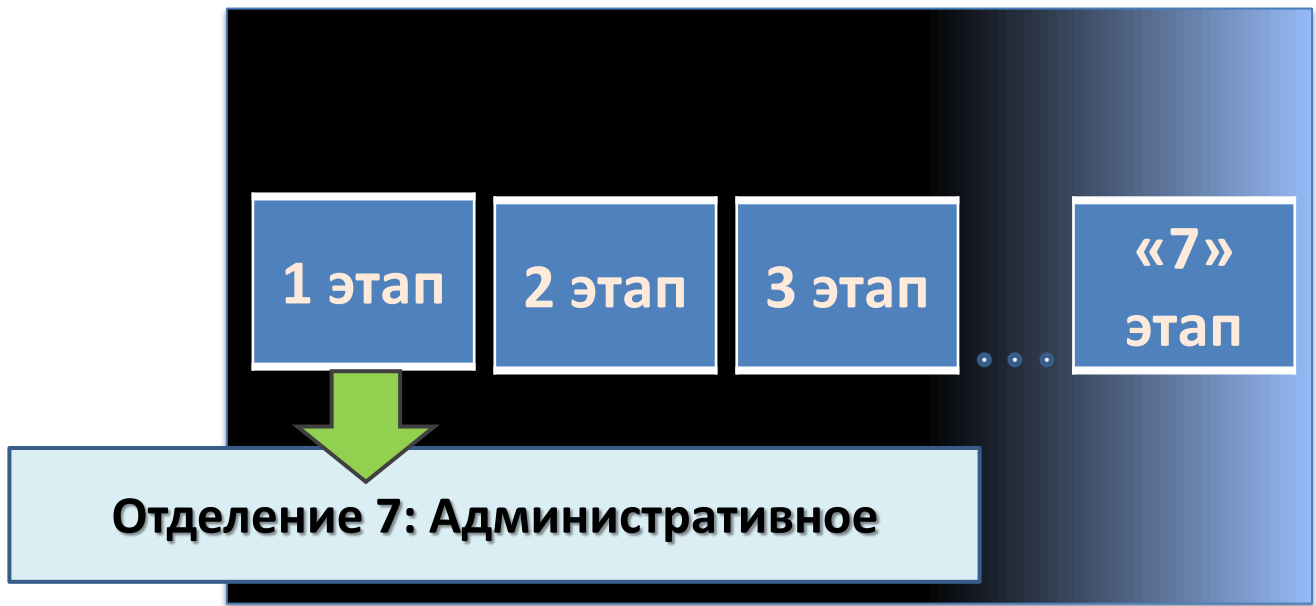 1 этап
2 этап
3 этап
«7»
этап
Отделение 7: Административное